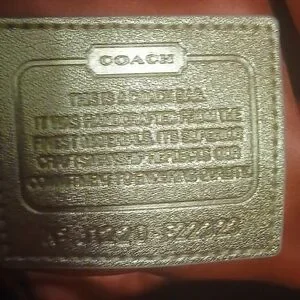 COACH
THIS IS A COACH BAG.
IT WAS HANDCRAFTED FROM THE
FINEST MATERIALS. ITS SUPERIOR
CRAFTSMANSHIP REFLECTS OUR
COMMITMENT TO ENDURING